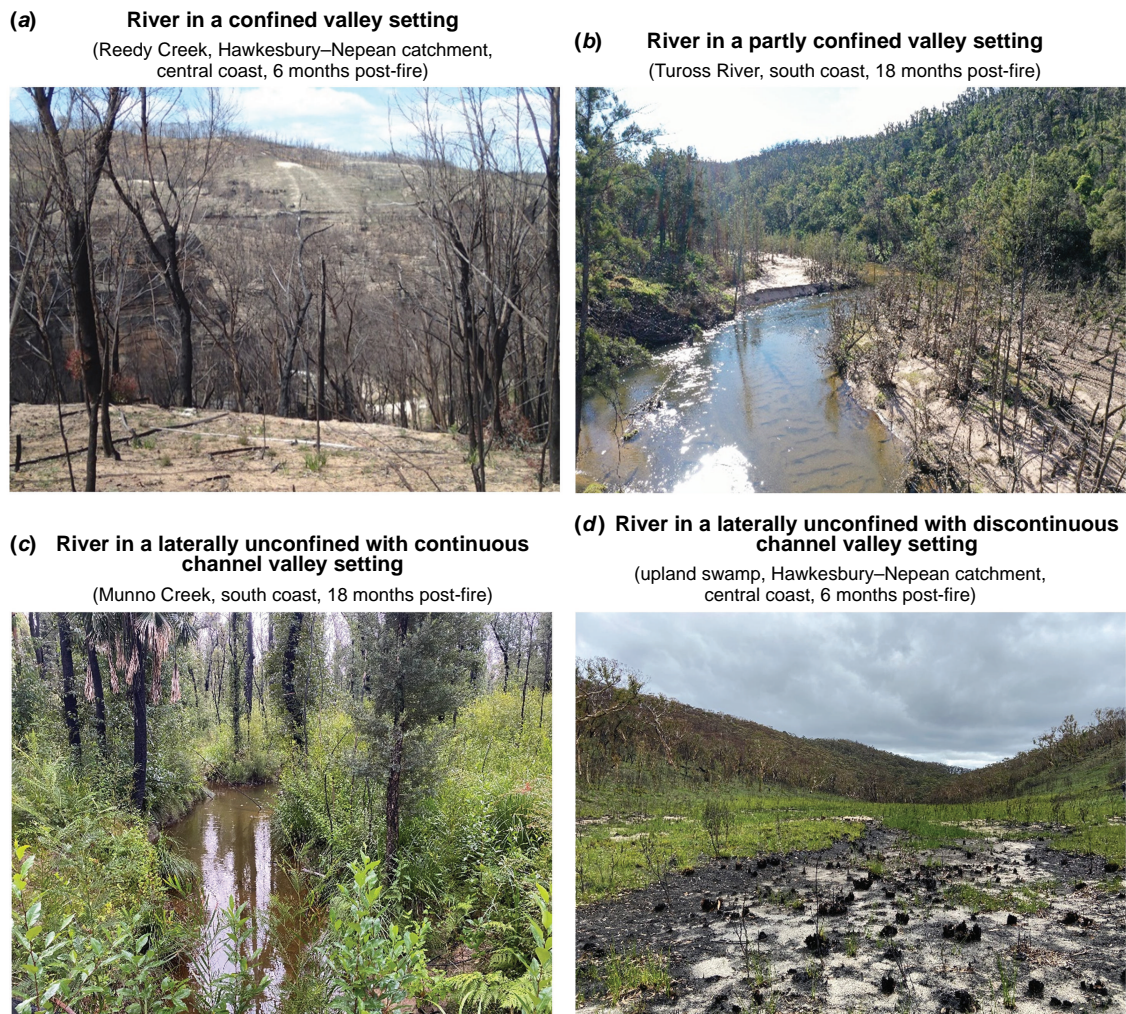 (a) River in a confined valley setting
(Reedy Creek, Hawkesbury–Nepean catchment,
central coast, 6 months post-fire)
(b) River in a partly confined valley setting
(Tuross River, south coast, 18 months post-fire)
(c) River in a laterally unconfined with continuous
channel valley setting
(Munno Creek, south coast, 18 months post-fire)
(d) River in a laterally unconfined with discontinuous
channel valley setting
(upland swamp, Hawkesbury–Nepean catchment,
central coast, 6 months post-fire)